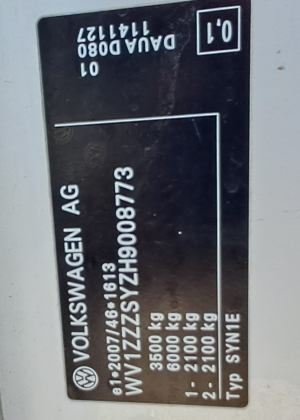 VOLKSWAGEN AG
e1*2007/46*1613
WV1ZZZSYZH9008773
3500 kg
6000 kg
1- 2100 kg
2- 2100 kg
Typ SYN1E
01
DAUA D080
1141127
0,1